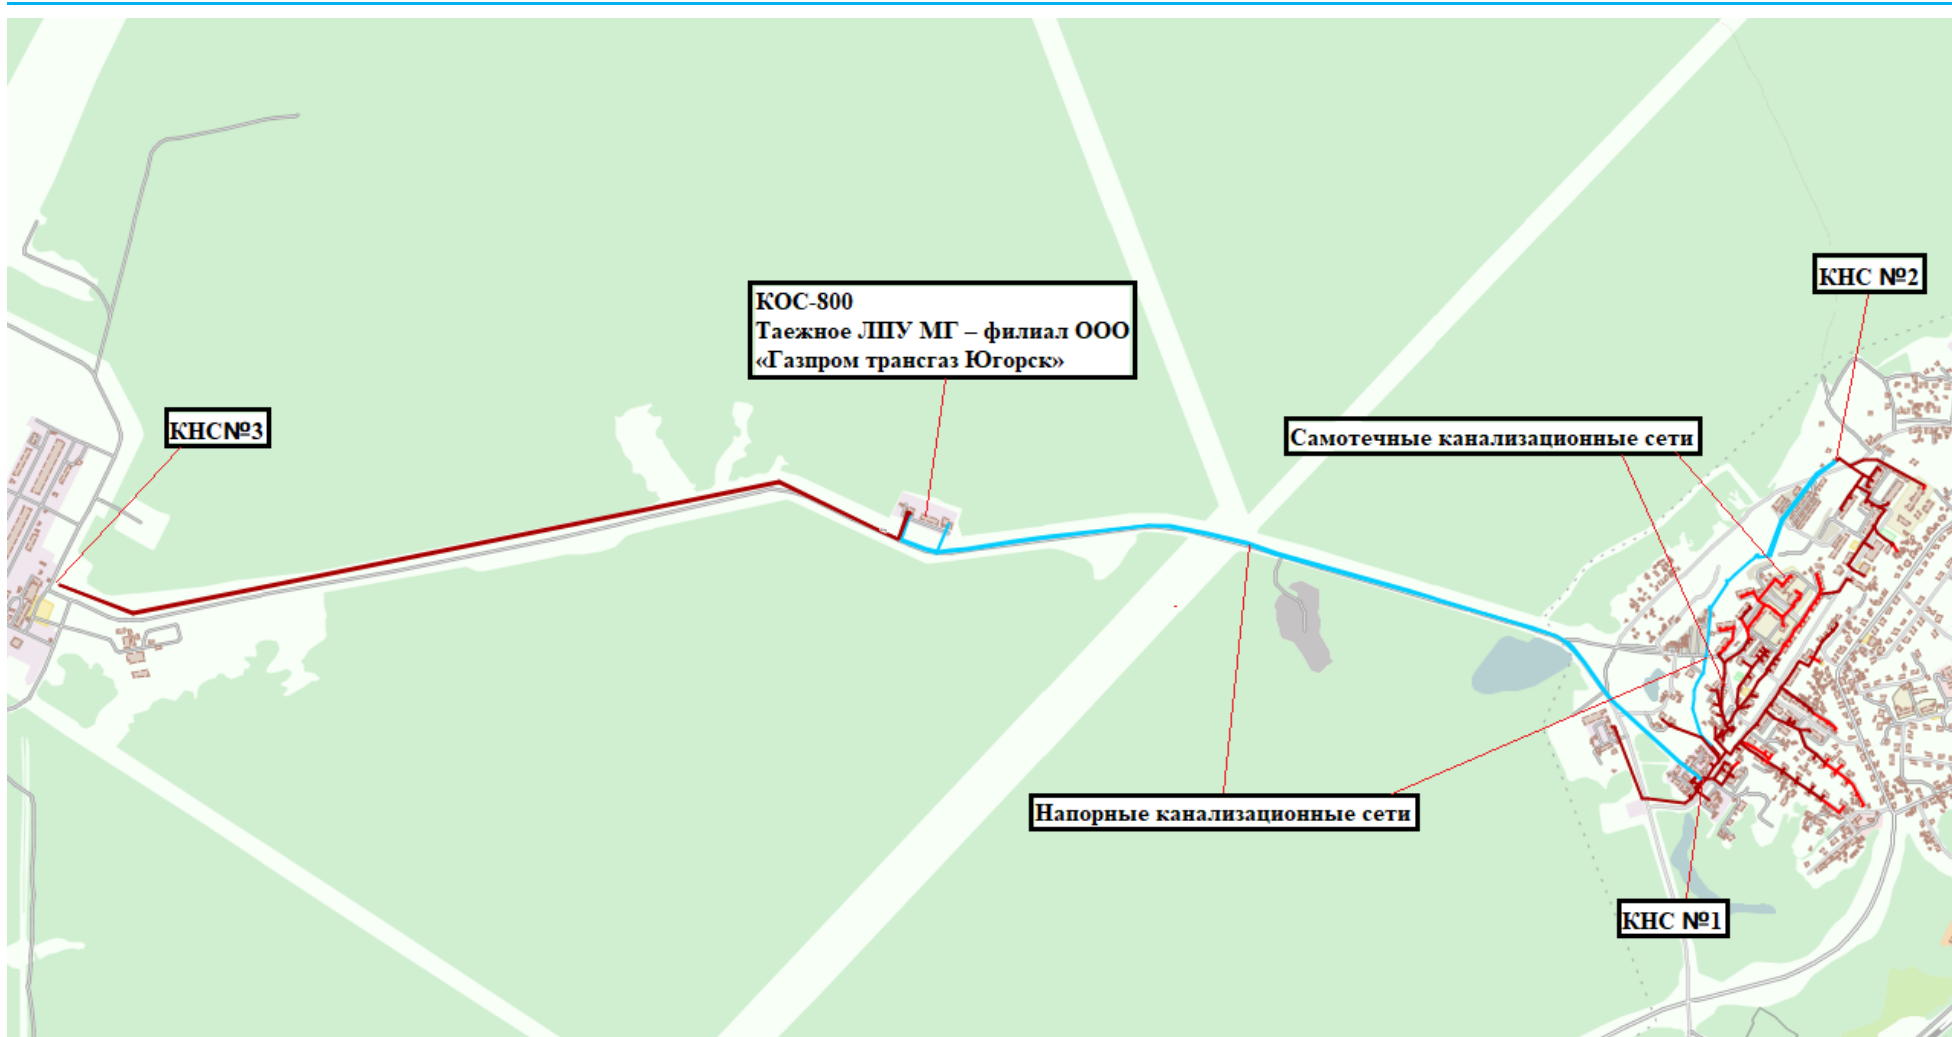 КНС №2
КОС-800
Таежное ЛПУ МГ – филиал ООО
«Газпром трансгаз Югорск»
КНС№3
Самотечные канализационные сети
Напорные канализационные сети
КНС №1